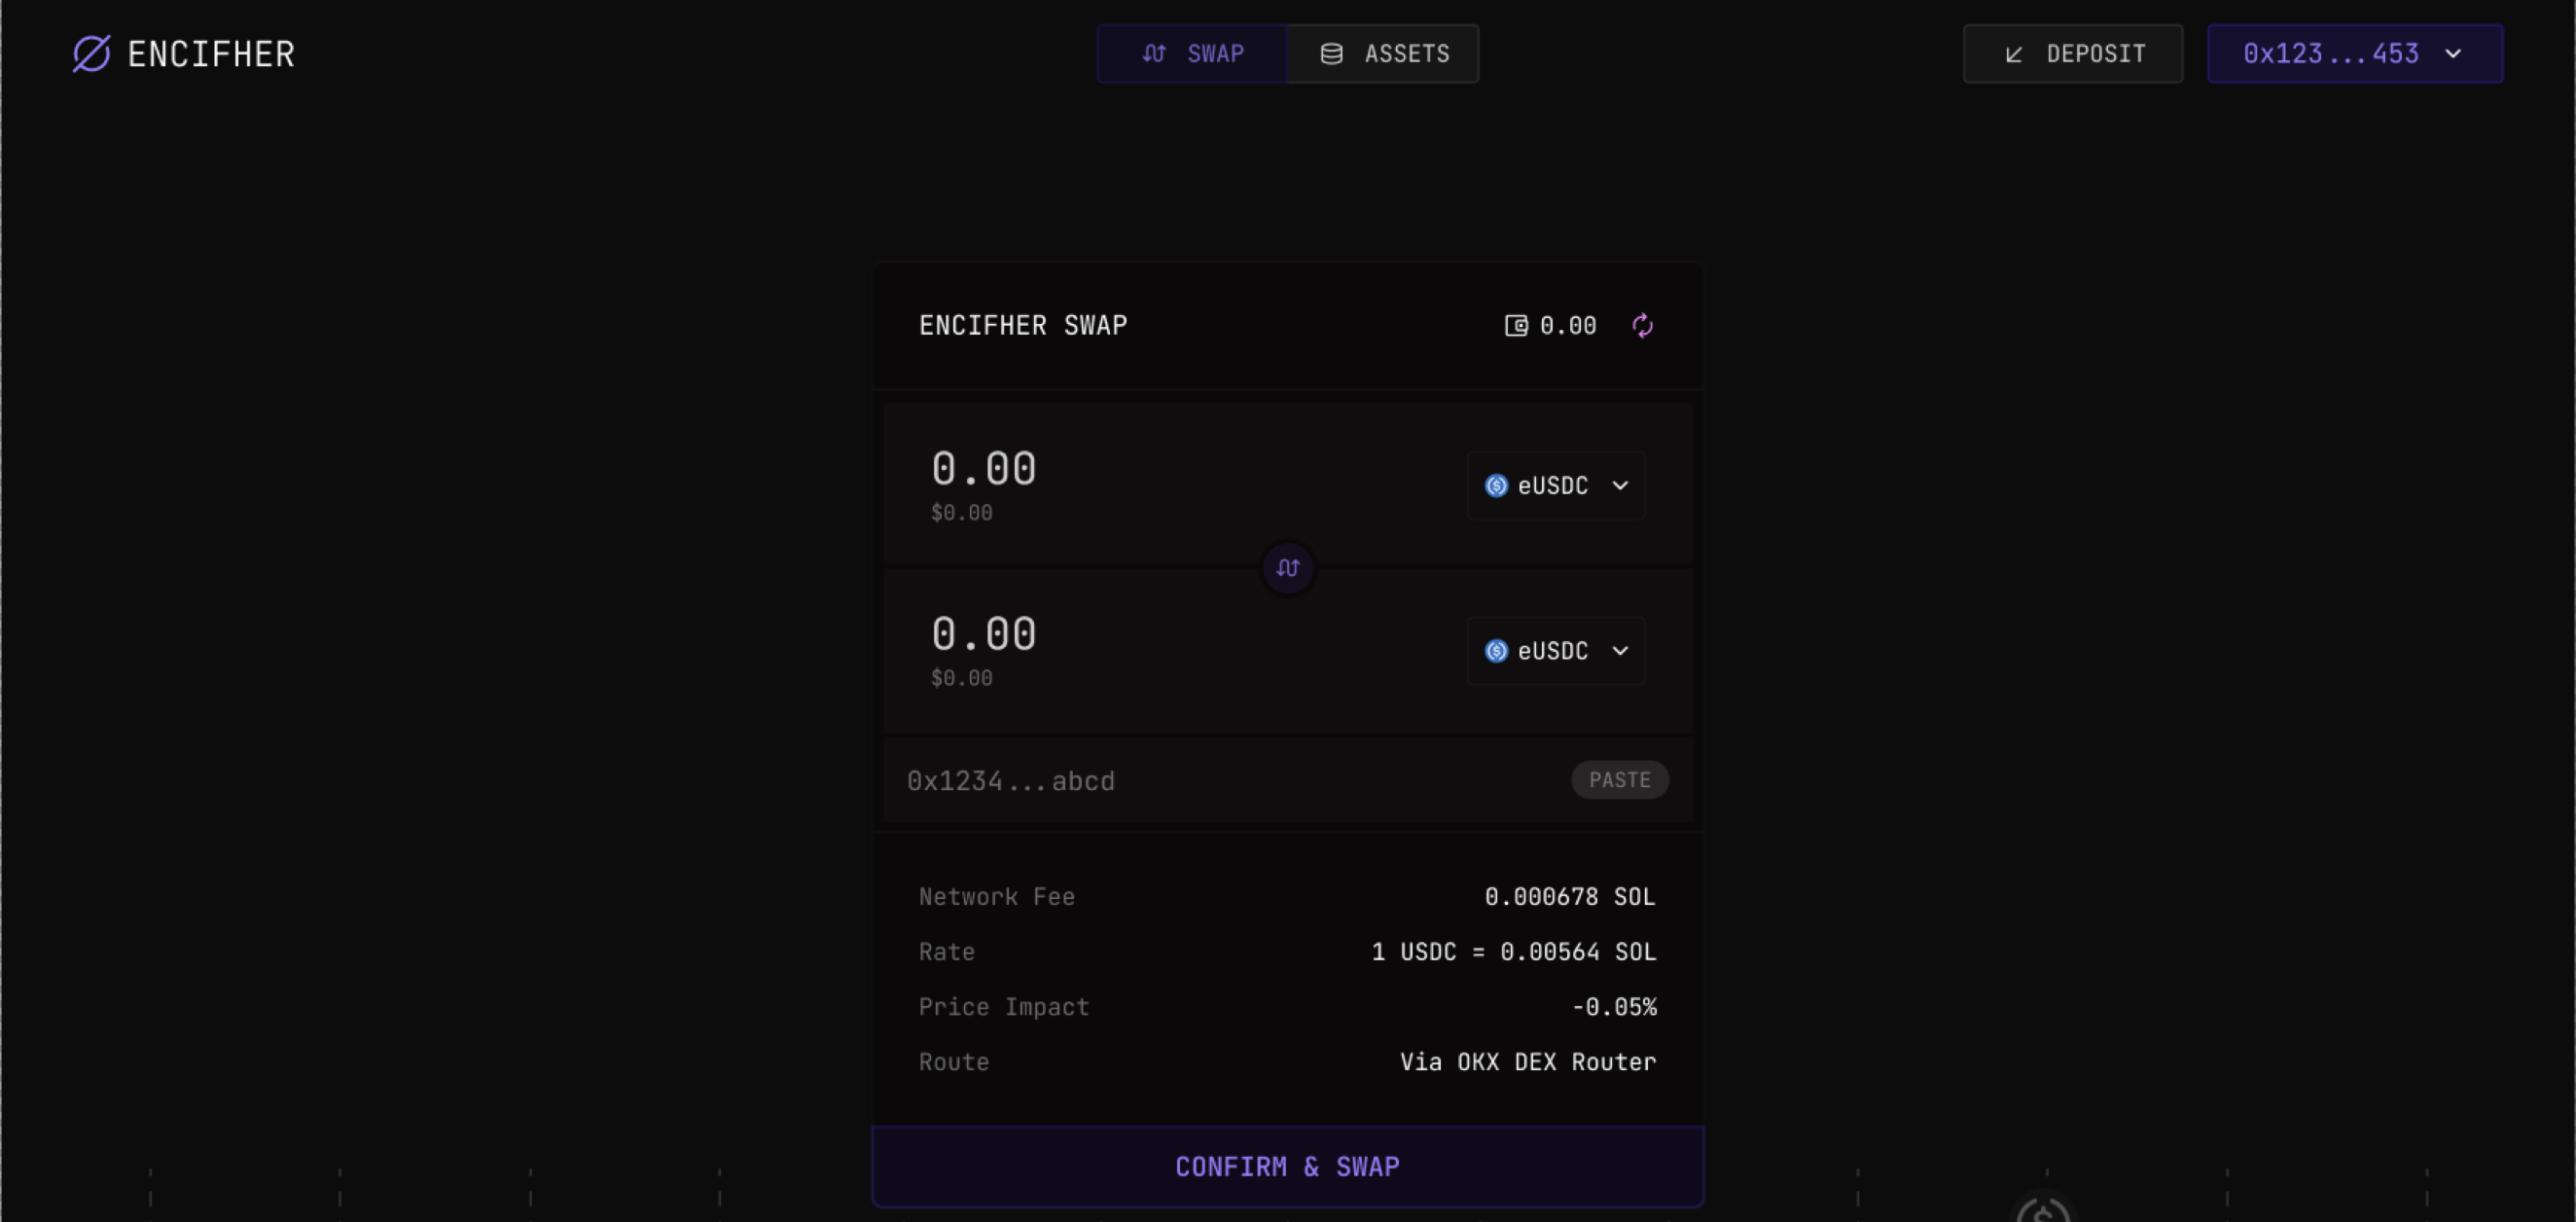 ENCIFHER
SWAP
ASSETS
DEPOSIT
0x123...453
ENCIFHER SWAP
0.00
0.00
$0.00
eUSDC
0.00
$0.00
eUSDC
0x1234...abcd
PASTE
Network Fee
0.000678 SOL
Rate
1 USDC = 0.00564 SOL
Price Impact
-0.05%
Route
Via OKX DEX Router
CONFIRM & SWAP